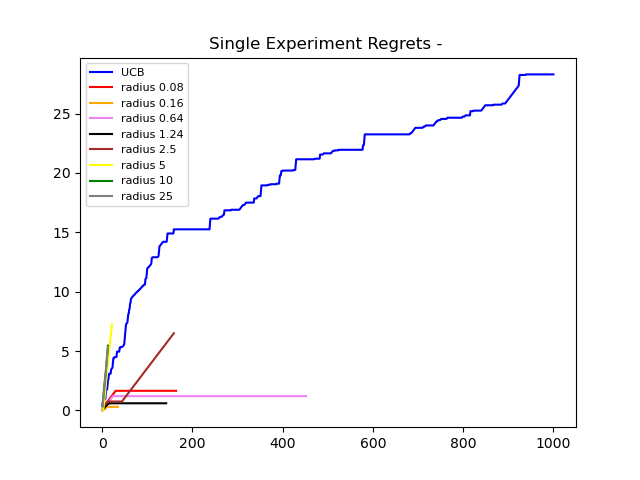 Single Experiment Regrets -
UCB
radius 0.08
radius 0.16
radius 0.64
radius 1.24
radius 2.5
radius 5
radius 10
radius 25
25
20
15
10
5
0
0 200 400 600 800 1000